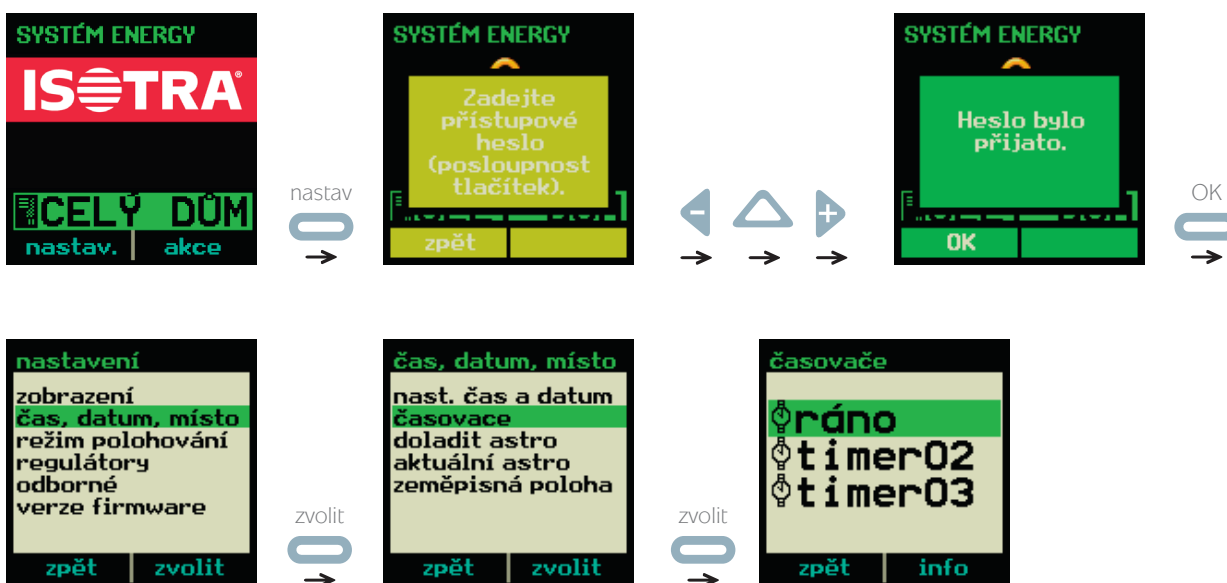 SYSTÉM ENERGY
ISOTRA®
CELÝ DŮM
nastav. akce
nastav
SYSTÉM ENERGY
Zadejte
přístupové
heslo
(posloupnost
tlačítek).
zpět
-
+
SYSTÉM ENERGY
Heslo bylo
přijato.
OK
OK
nastavení
zobrazení
čas, datum, místo
režim polohování
regulátory
odborné
verze firmware
zpět zvolit
zvolit
čas, datum, místo
nast. čas a datum
časovace
doladit astro
aktuální astro
zeměpisná poloha
zpět zvolit
zvolit
časovače
ráno
timer02
timer03
zpět info